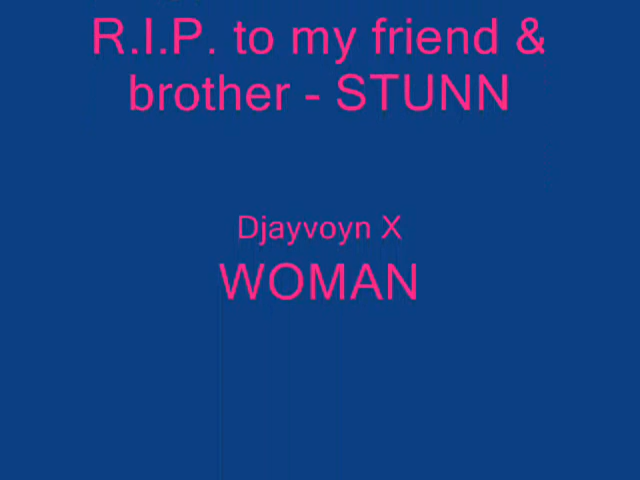 R.I.P. to my friend &
brother - STUNN
Djayvoyn X
WOMAN